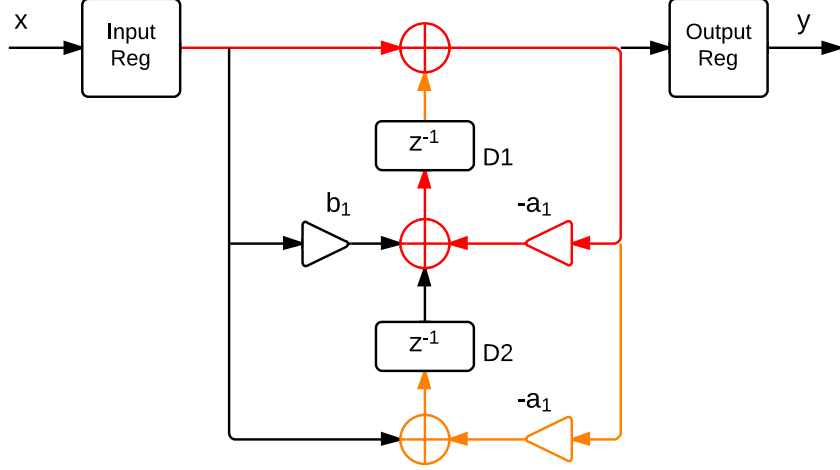 x
Input
Reg
Output
Reg
y
z⁻¹
D1
b₁
-a₁
z⁻¹
D2
-a₁